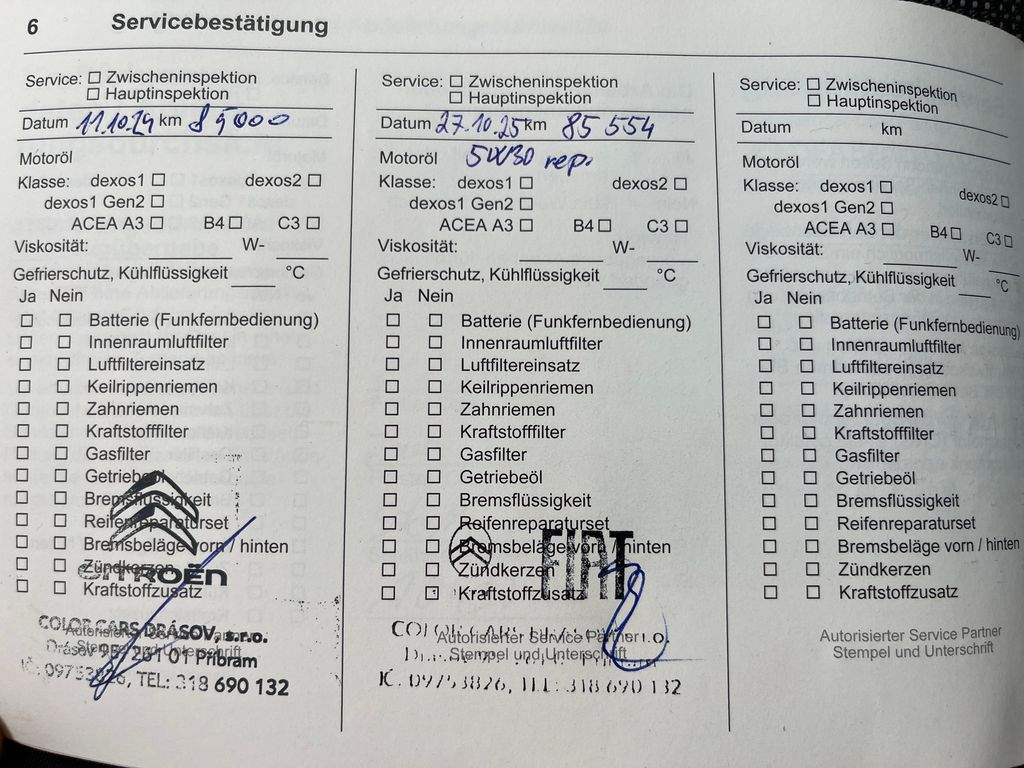 6 Servicebestätigung
Service: ☐ Zwischeninspektion
☐ Hauptinspektion
Datum 11.10.24 km 85000
Motoröl
Klasse: dexos1 ☐ dexos2 ☐
dexos1 Gen2 ☐
ACEA A3 ☐ B4 ☐ C3 ☐
Viskosität: W-
Gefrierschutz, Kühlflüssigkeit °C
Ja Nein
☐ ☐ Batterie (Funkfernbedienung)
☐ ☐ Innenraumluftfilter
☐ ☐ Luftfiltereinsatz
☐ ☐ Keilrippenriemen
☐ ☐ Zahnriemen
☐ ☐ Kraftstofffilter
☐ ☐ Gasfilter
☐ ☐ Getriebeöl
☐ ☐ Bremsflüssigkeit
☐ ☐ Reifenreparaturset
☐ ☐ Bremsbeläge vorn / hinten
☐ ☐ Zündkerzen
CITROËN
☐ ☐ Kraftstoffzusatz
COLOR CARS DRÁSOV, s.r.o.
Autorisierter Service Partner
Drásov 95, 261 01 Příbram
Stempel und Unterschrift
IČ: 09753826, TEL: 318 690 132
Service: ☐ Zwischeninspektion
☐ Hauptinspektion
Datum 27.10.25 km 85 554
Motoröl 5W30 rep.
Klasse: dexos1 ☐ dexos2 ☐
dexos1 Gen2 ☐
ACEA A3 ☐ B4 ☐ C3 ☐
Viskosität: W-
Gefrierschutz, Kühlflüssigkeit °C
Ja Nein
☐ ☐ Batterie (Funkfernbedienung)
☐ ☐ Innenraumluftfilter
☐ ☐ Luftfiltereinsatz
☐ ☐ Keilrippenriemen
☐ ☐ Zahnriemen
☐ ☐ Kraftstofffilter
☐ ☐ Gasfilter
☐ ☐ Getriebeöl
☐ ☐ Bremsflüssigkeit
☐ ☐ Reifenreparaturset
☐ ☐ Bremsbeläge vorn / hinten
☐ ☐ Zündkerzen
FIAT
☐ ☐ Kraftstoffzusatz
COLOR CARS
Autorisierter Service Partner
Stempel und Unterschrift
IČ: 09753826, TEL: 318 690 132
Service: ☐ Zwischeninspektion
☐ Hauptinspektion
Datum km
Motoröl
Klasse: dexos1 ☐ dexos2 ☐
dexos1 Gen2 ☐
ACEA A3 ☐ B4 ☐ C3 ☐
Viskosität: W-
Gefrierschutz, Kühlflüssigkeit °C
Ja Nein
☐ ☐ Batterie (Funkfernbedienung)
☐ ☐ Innenraumluftfilter
☐ ☐ Luftfiltereinsatz
☐ ☐ Keilrippenriemen
☐ ☐ Zahnriemen
☐ ☐ Kraftstofffilter
☐ ☐ Gasfilter
☐ ☐ Getriebeöl
☐ ☐ Bremsflüssigkeit
☐ ☐ Reifenreparaturset
☐ ☐ Bremsbeläge vorn / hinten
☐ ☐ Zündkerzen
☐ ☐ Kraftstoffzusatz
Autorisierter Service Partner
Stempel und Unterschrift